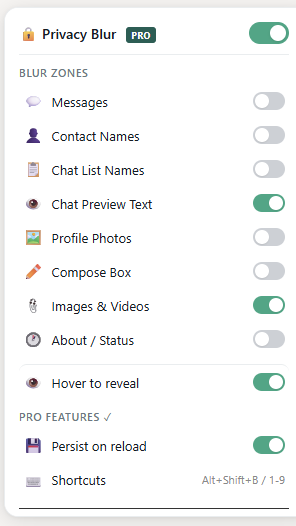 Privacy Blur PRO
BLUR ZONES
Messages
Contact Names
Chat List Names
Chat Preview Text
Profile Photos
Compose Box
Images & Videos
About / Status
Hover to reveal
PRO FEATURES ✓
Persist on reload
Shortcuts Alt+Shift+B / 1-9